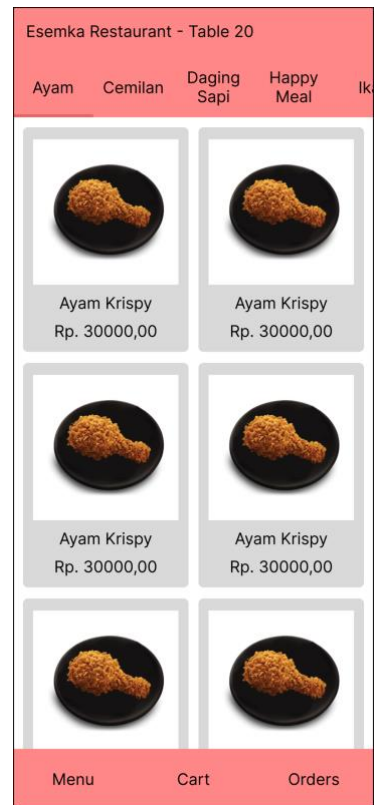 Esemka Restaurant - Table 20
Ayam Cemilan Daging Sapi Happy Meal
Ayam Krispy Ayam Krispy
Rp. 30000,00 Rp. 30000,00
Ayam Krispy Ayam Krispy
Rp. 30000,00 Rp. 30000,00
Menu Cart Orders